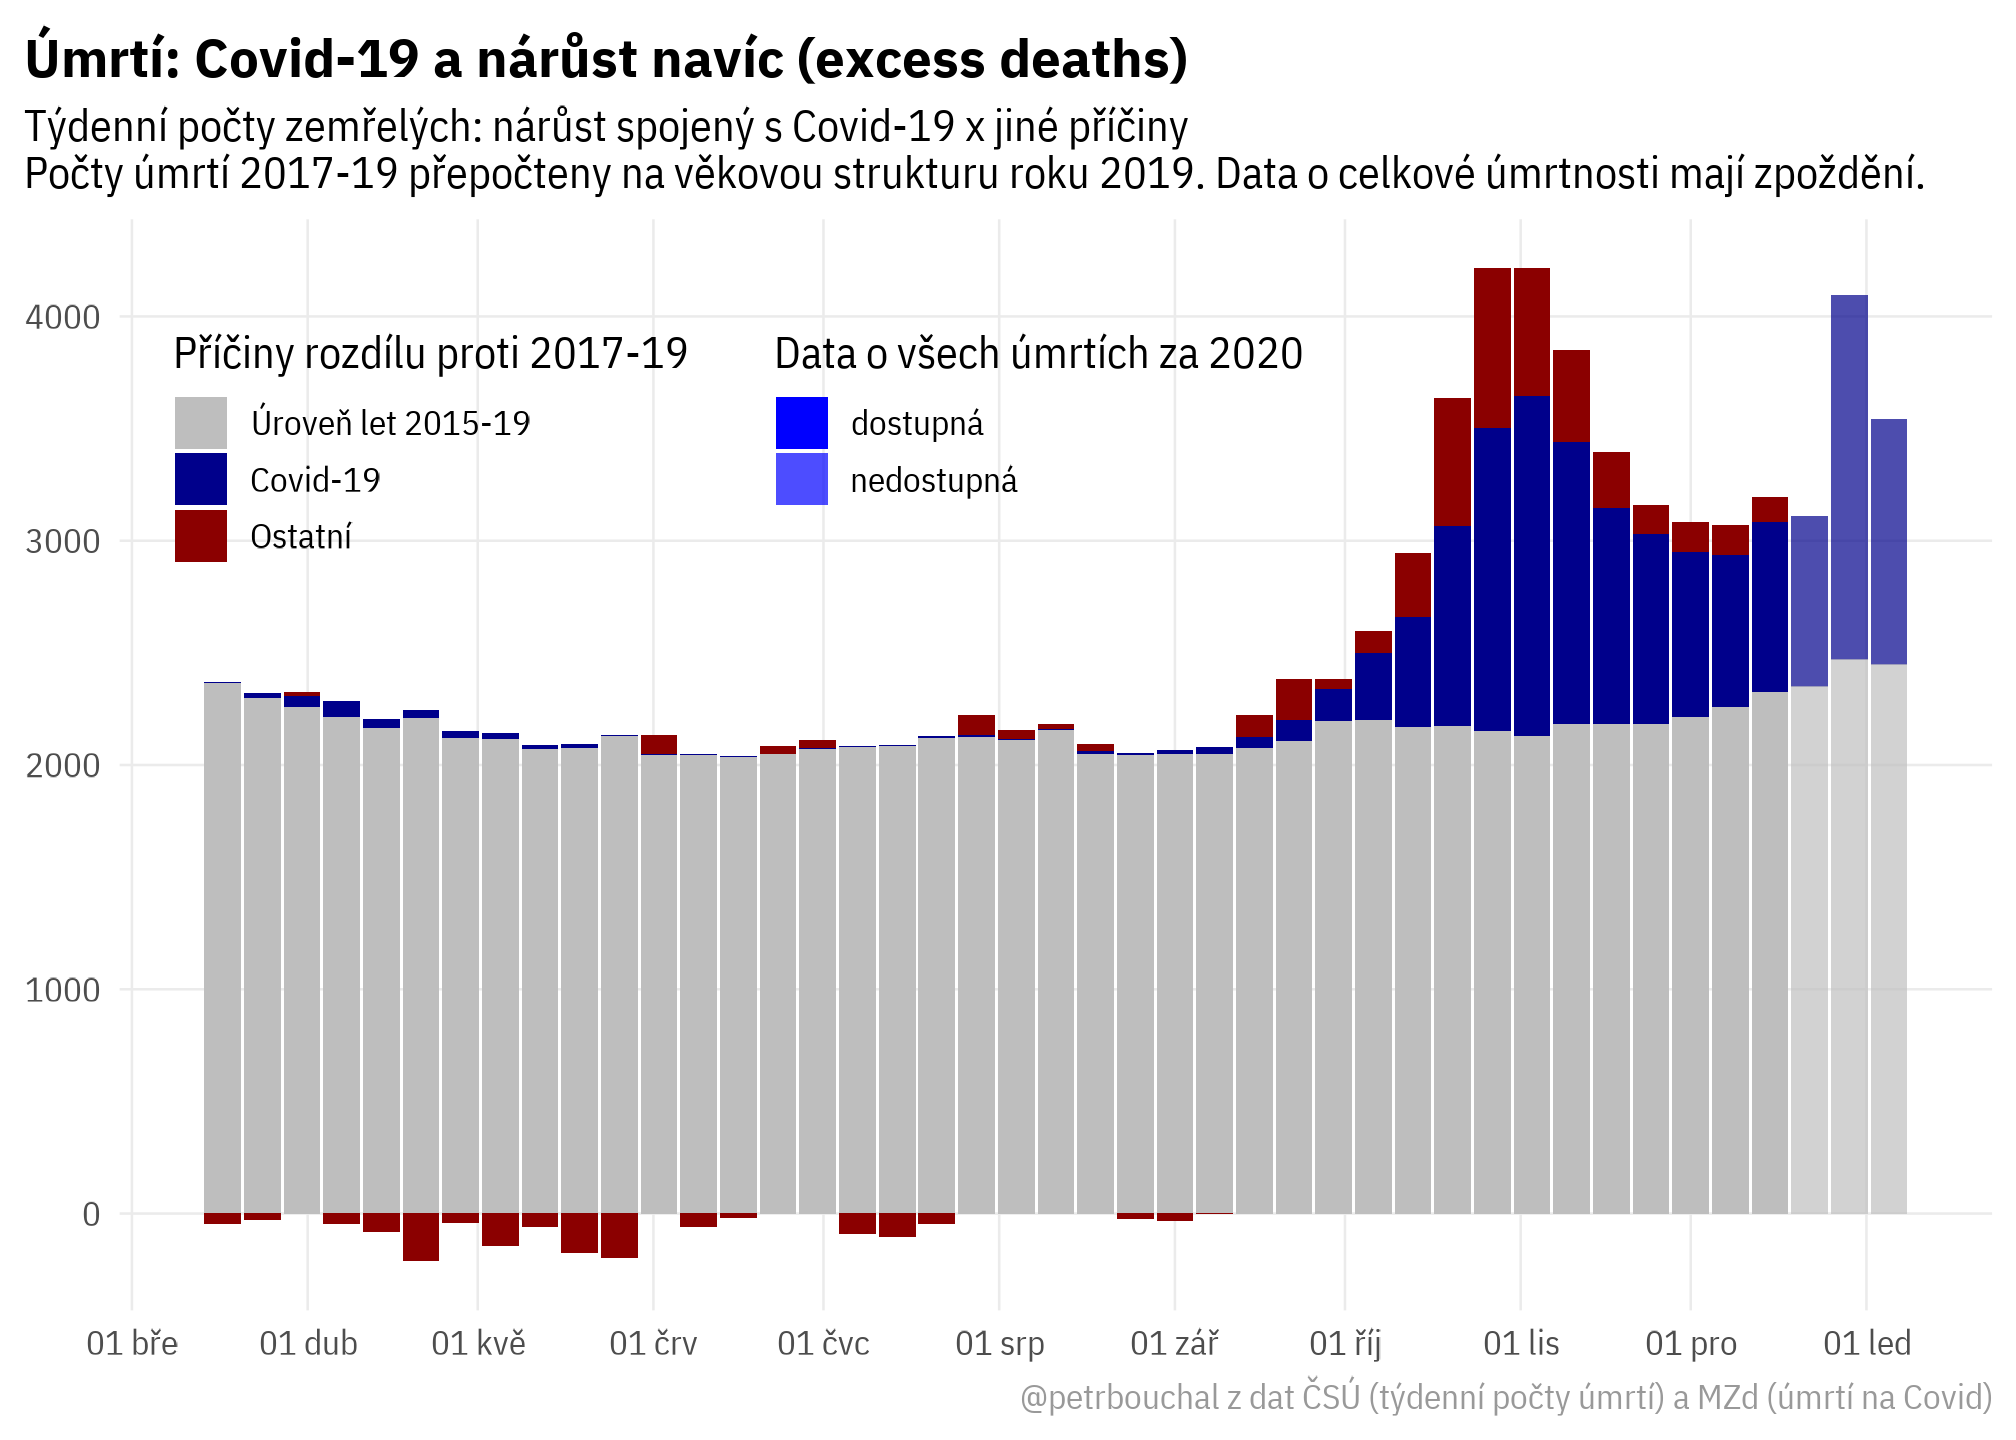 Úmrtí: Covid-19 a nárůst navíc (excess deaths)
Týdenní počty zemřelých: nárůst spojený s Covid-19 x jiné příčiny
Počty úmrtí 2017-19 přepočteny na věkovou strukturu roku 2019. Data o celkové úmrtnosti mají zpoždění.
4000
3000
2000
1000
0
Příčiny rozdílu proti 2017-19
Úroveň let 2015-19
Covid-19
Ostatní
Data o všech úmrtích za 2020
dostupná
nedostupná
01 bře 01 dub 01 kvě 01 črv 01 čvc 01 srp 01 zář 01 říj 01 lis 01 pro 01 led
@petrbouchal z dat ČSÚ (týdenní počty úmrtí) a MZd (úmrtí na Covid)